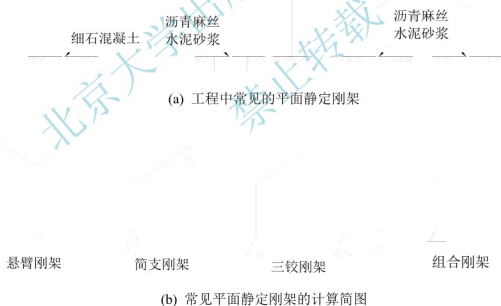 细石混凝土
沥青麻丝
水泥砂浆
沥青麻丝
水泥砂浆
(a) 工程中常见的平面静定刚架
悬臂刚架
简支刚架
三铰刚架
组合刚架
(b) 常见平面静定刚架的计算简图
北京大学出
禁止转载